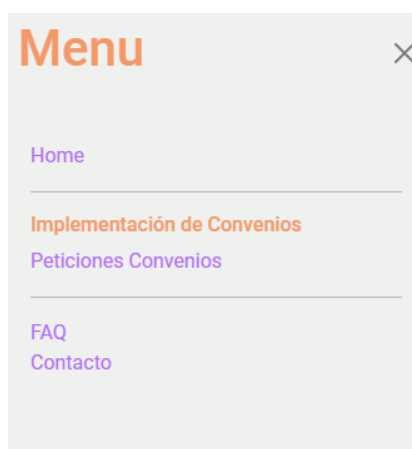 Menu
Home
Implementación de Convenios
Peticiones Convenios
FAQ
Contacto